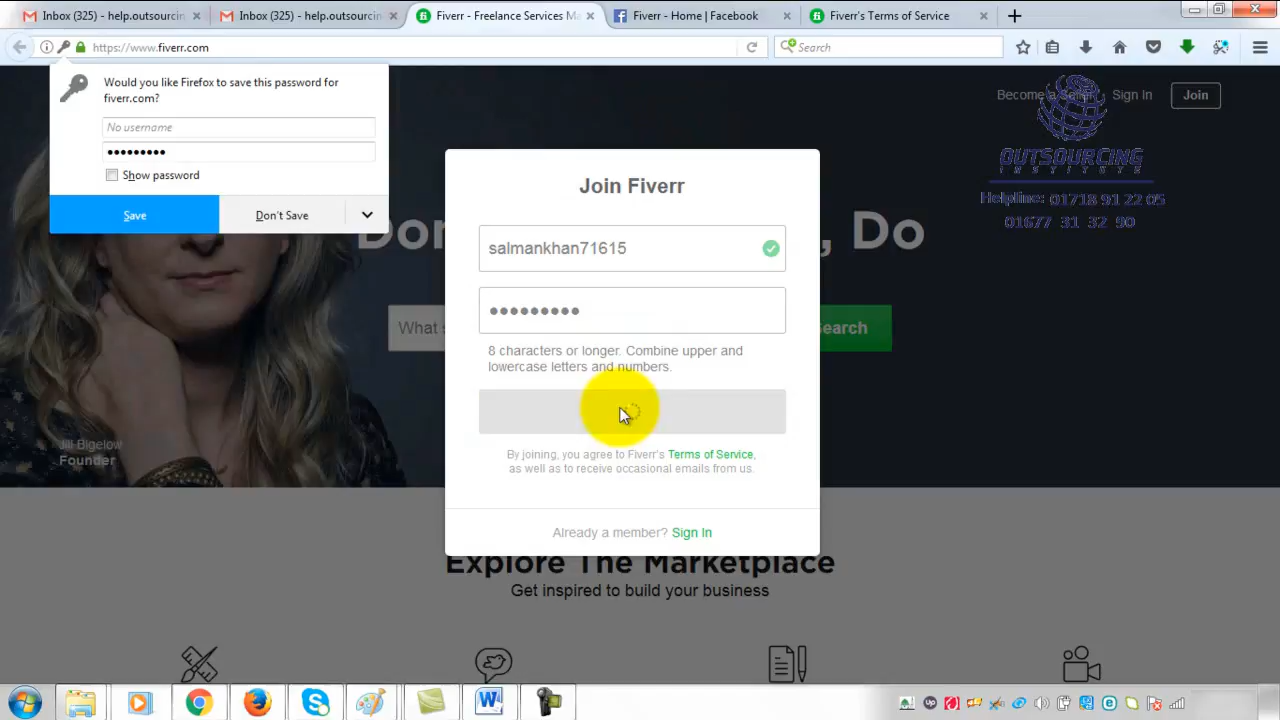 Inbox (325) - help.outsourcin
Inbox (325) - help.outsourcin
Fiverr - Freelance Services Ma
Fiverr - Home | Facebook
Fiverr's Terms of Service
https://www.fiverr.com
Search
Would you like Firefox to save this password for
fiverr.com?
No username
Show password
Save
Don't Save
Become a Seller
Sign In
Join
OUTSOURCING
INSTITUTE
Helpline: 01718 91 22 05
01677 31 32 90
Join Fiverr
Don
, Do
salmankhan71615
What s
Search
8 characters or longer. Combine upper and
lowercase letters and numbers.
Jill Bigelow
Founder
By joining, you agree to Fiverr's Terms of Service,
as well as to receive occasional emails from us.
Already a member? Sign In
Explore The Marketplace
Get inspired to build your business